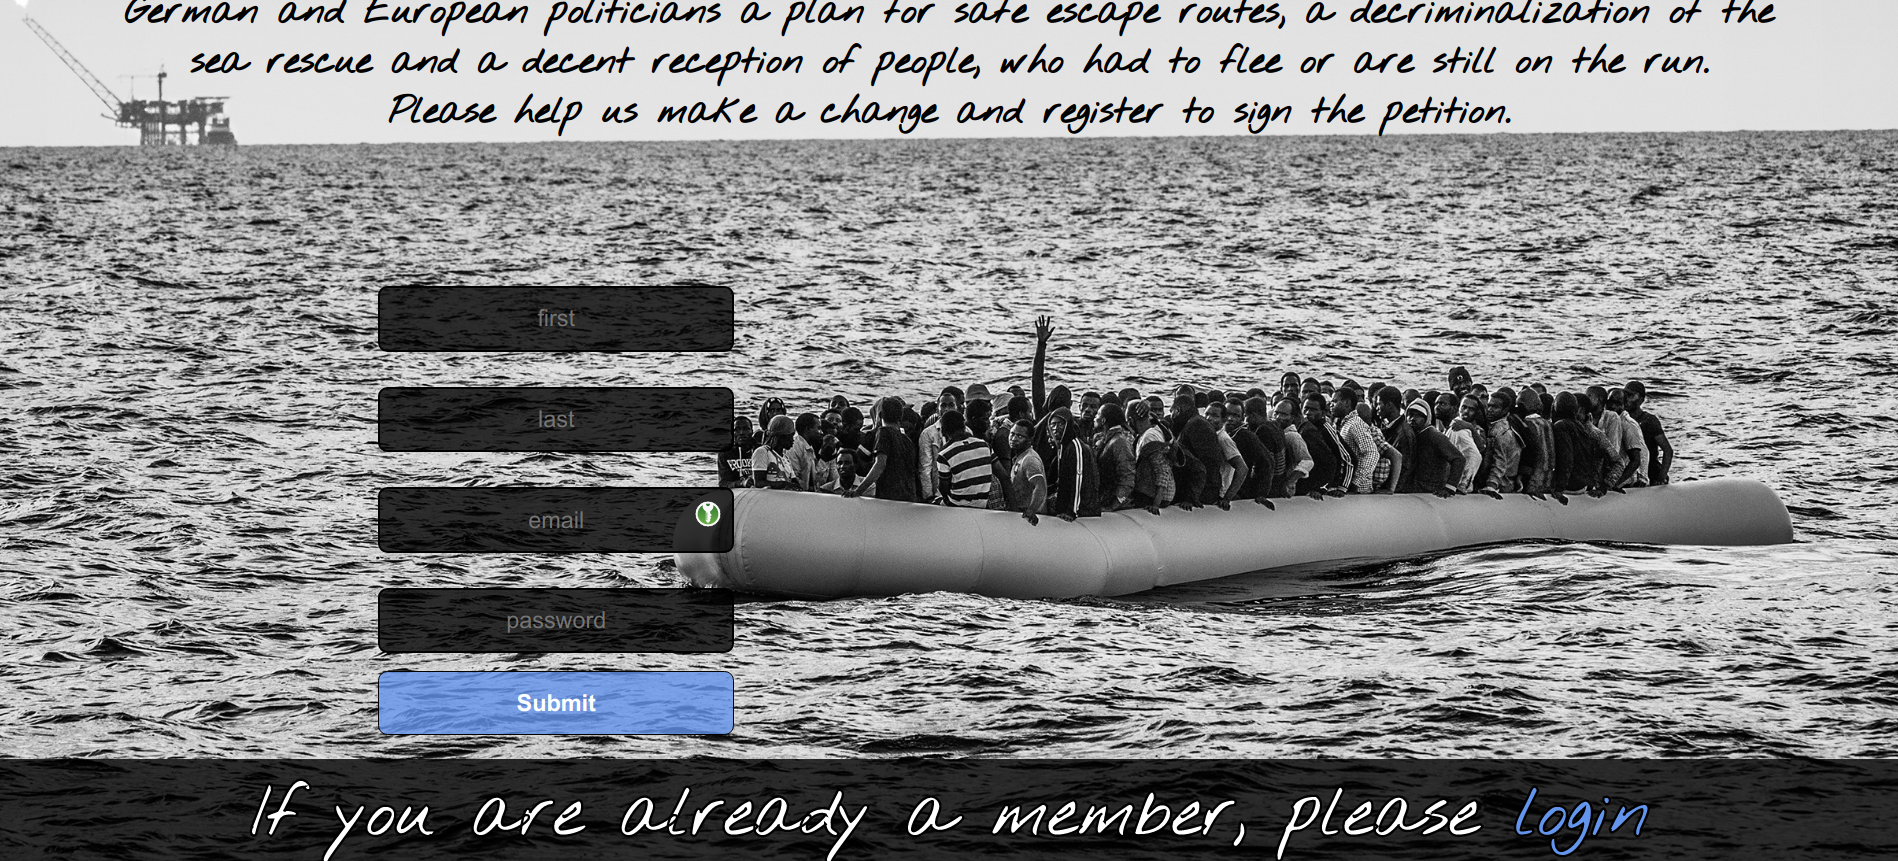 German and European politicians a plan for safe escape routes, a decriminalization of the
sea rescue and a decent reception of people, who had to flee or are still on the run.
Please help us make a change and register to sign the petition.
first
last
email
password
Submit
If you are already a member, please login